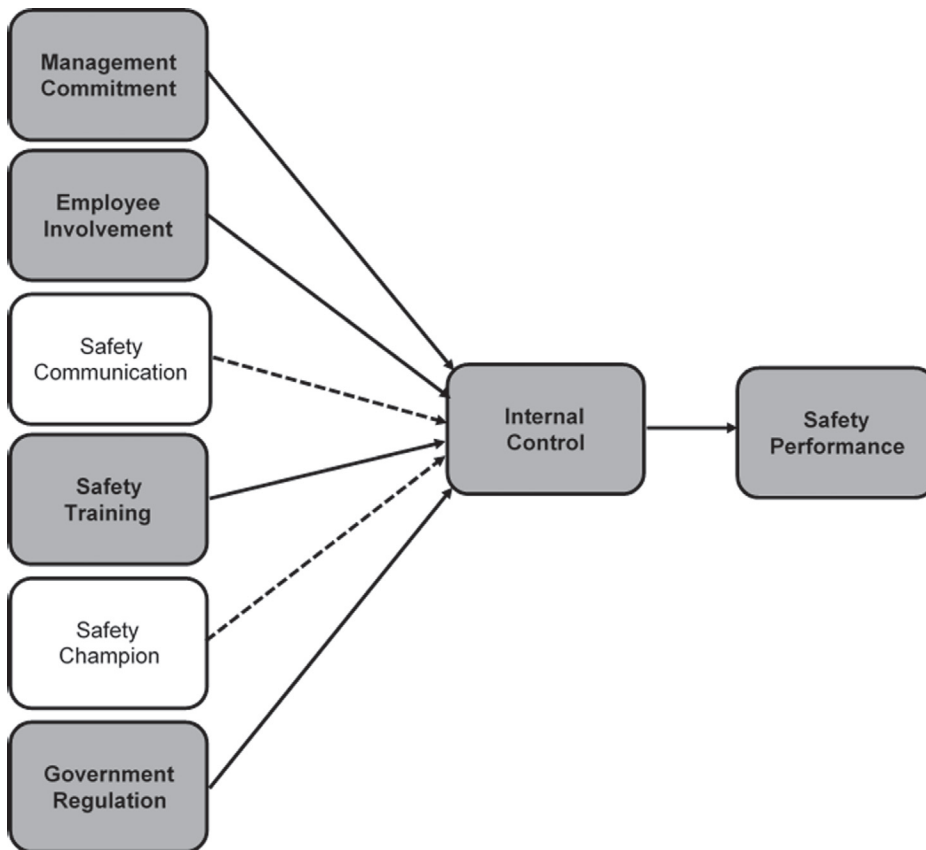 Management
Commitment
Employee
Involvement
Safety
Communication
Safety
Training
Safety
Champion
Government
Regulation
Internal
Control
Safety
Performance